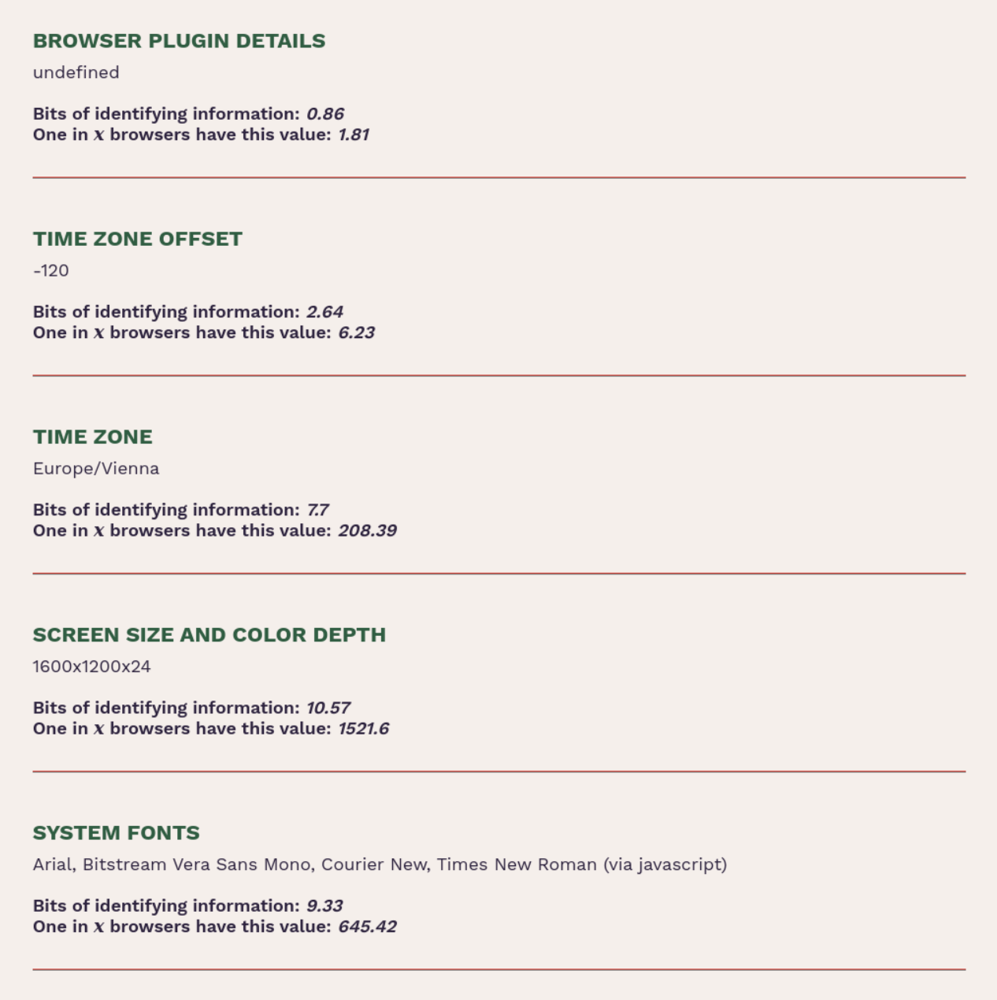 BROWSER PLUGIN DETAILS
undefined
Bits of identifying information: 0.86
One in x browsers have this value: 1.81
TIME ZONE OFFSET
-120
Bits of identifying information: 2.64
One in x browsers have this value: 6.23
TIME ZONE
Europe/Vienna
Bits of identifying information: 7.7
One in x browsers have this value: 208.39
SCREEN SIZE AND COLOR DEPTH
1600x1200x24
Bits of identifying information: 10.57
One in x browsers have this value: 1521.6
SYSTEM FONTS
Arial, Bitstream Vera Sans Mono, Courier New, Times New Roman (via javascript)
Bits of identifying information: 9.33
One in x browsers have this value: 645.42